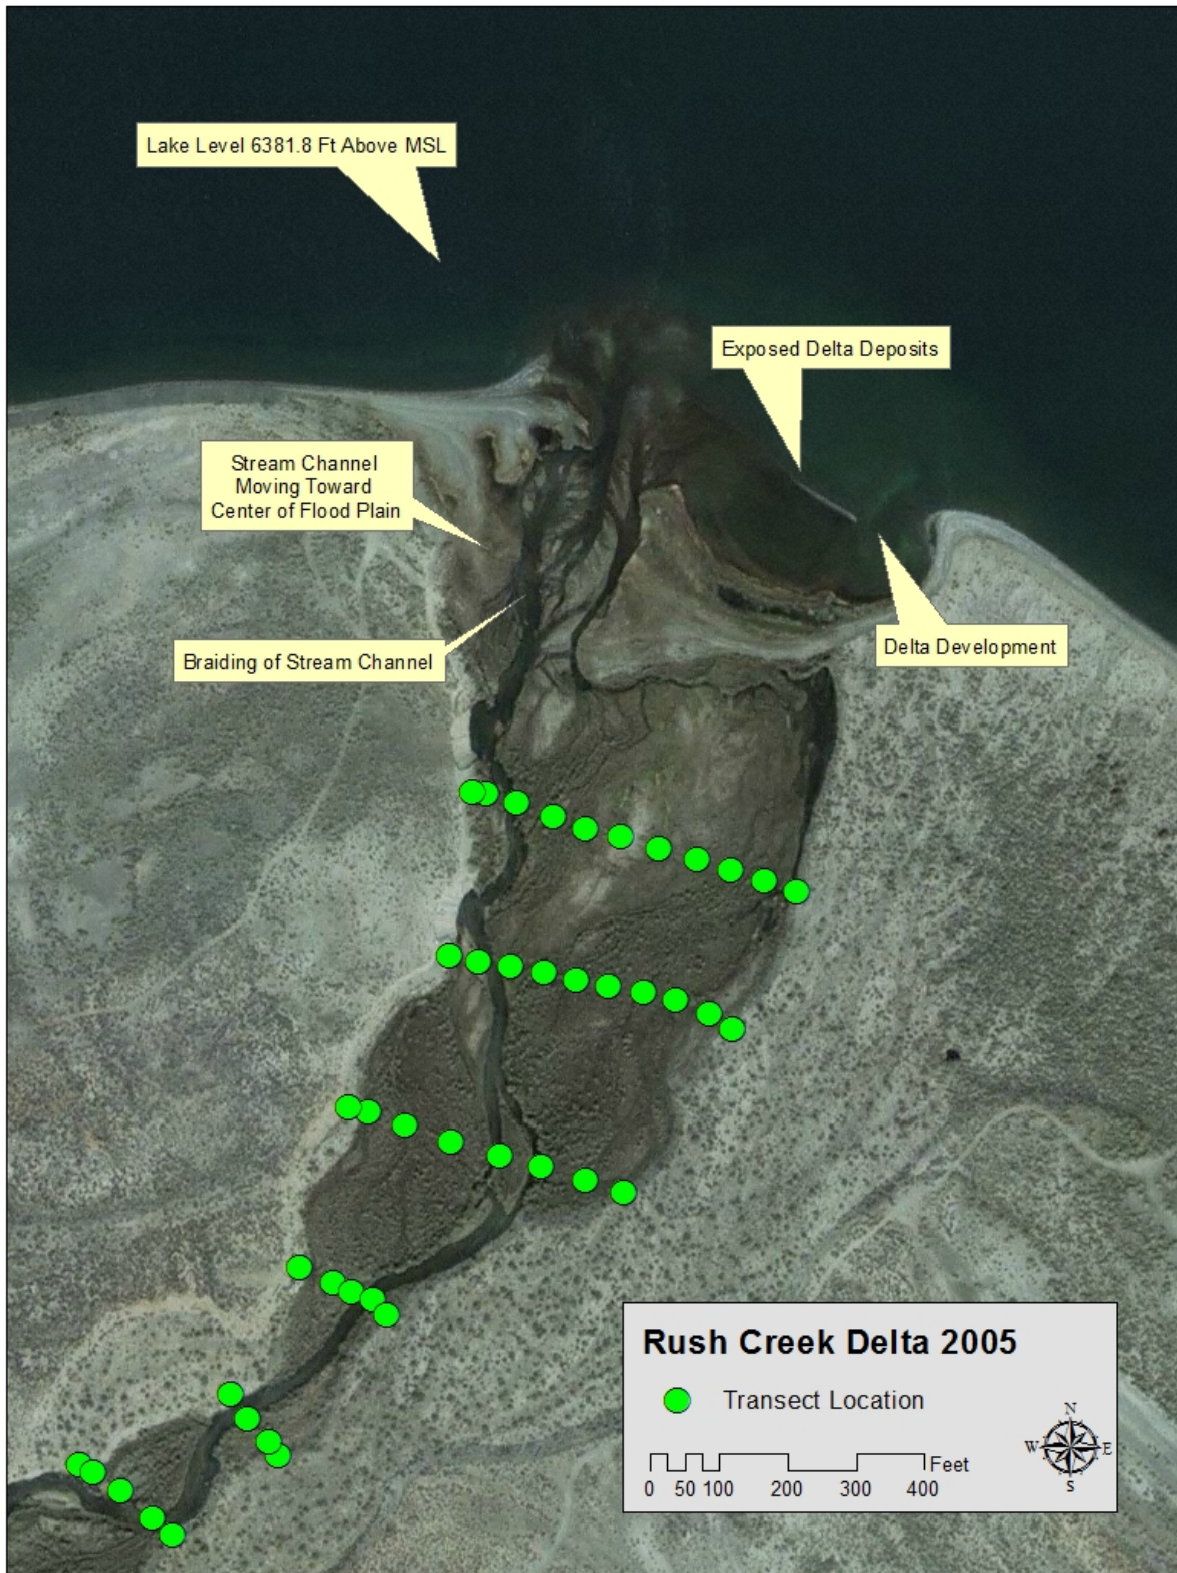 Lake Level 6381.8 Ft Above MSL
Exposed Delta Deposits
Stream Channel
Moving Toward
Center of Flood Plain
Braiding of Stream Channel
Delta Development
Rush Creek Delta 2005
Transect Location
N
W E
S
Feet
0 50 100 200 300 400